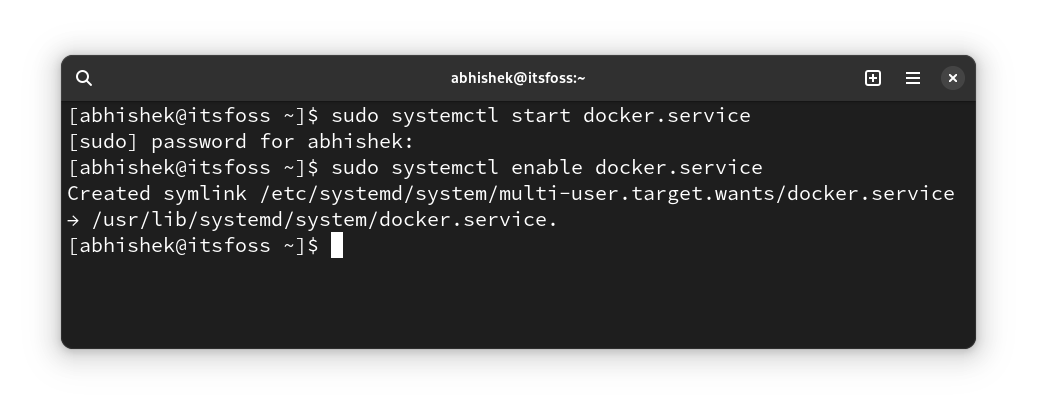 abhishek@itsfoss:~
[abhishek@itsfoss ~]$ sudo systemctl start docker.service
[sudo] password for abhishek:
[abhishek@itsfoss ~]$ sudo systemctl enable docker.service
Created symlink /etc/systemd/system/multi-user.target.wants/docker.service
→ /usr/lib/systemd/system/docker.service.
[abhishek@itsfoss ~]$